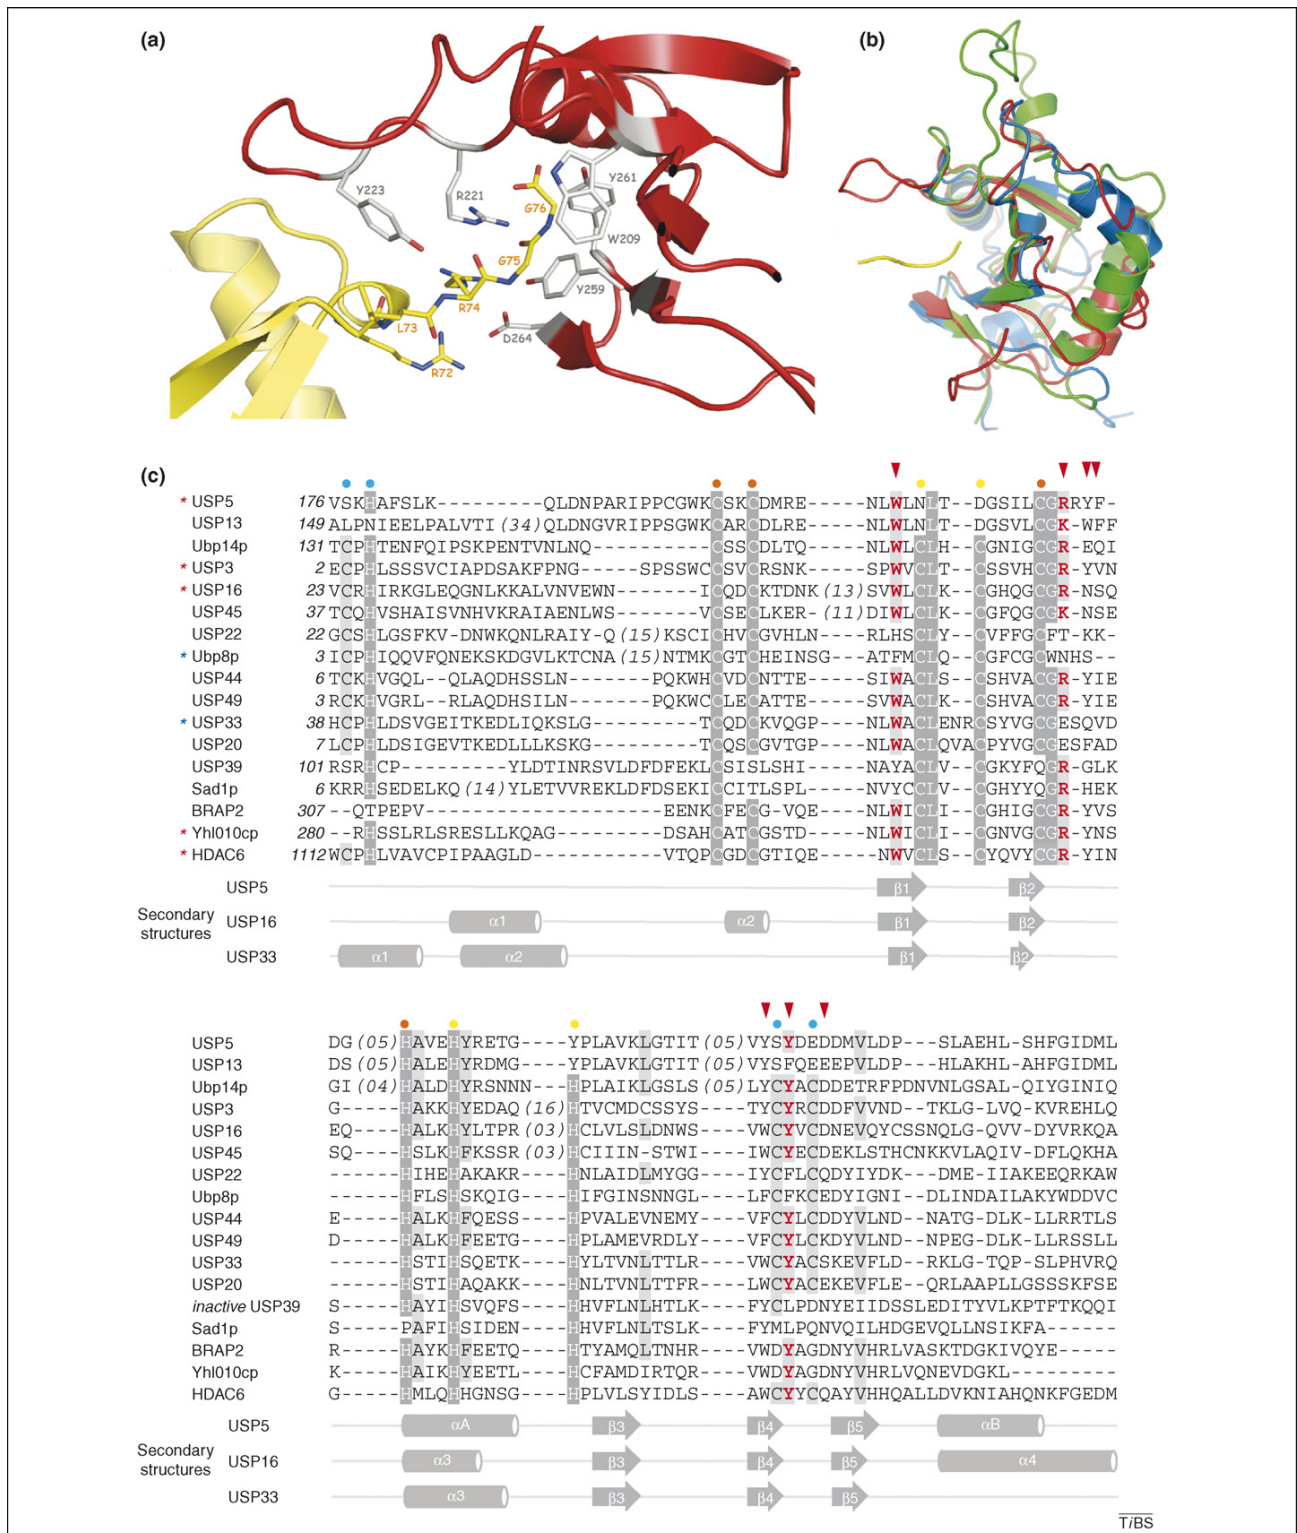 (a)
(b)
Y223
R221
G76
Y261
W209
G75
Y259
R74
L73
D264
R72
(c)
* USP5 176 VSKHAFSLK---------QLDNPARIPPCGWKCSKCDMRE-----NLWLNLT--DGSILCGRRYF-
USP13 149 ALPNIEELPALVTI(34)QLDNGVRIPPSGWKCARCDLRE-----NLWLNLT--DGSVLCGK-WFF
Ubp14p 131 TCPHTENFQIPSKPENTVNLNQ----------CSSCDLTQ-----NLWLCLH--CGNIGCGR-EQI
* USP3 2 ECPHLSSSVCIAPDSAKFPNG------SPSSWCCSVCRSNK-----SPWVCLT--CSSVHCGR-YVN
* USP16 23 VCRHIRKGLEQGNLKKALVNVEWN-------ICQDCKTDNK(13)SVWLCLK--CGHQGCGR-NSQ
USP45 37 TCQHVSHAISVNHVKRAIAENLWS-------VCSECLKER-(11)DIWLCLK--CGFQGCGK-NSE
USP22 22 GCSHLGSFKV-DNWKQNLRAIY-Q(15)KSCICHVCGVHLN----RLHSCLY--CVFFGCFT-KK-
* Ubp8p 3 ICPHIQQVFQNEKSKDGVLKTCNA(15)NTMKCGTCHEINSG---ATFMCLQ--CGFCGCWNHS--
USP44 6 TCKHVGQL--QLAQDHSSILN------PQKWHCVDCNTTE-----SIWACLS--CSHVACGR-YIE
USP49 3 RCKHVGRL--RLAQDHSILN-------PQKWCCLECATTE-----SVWACLK--CSHVACGR-YIE
* USP33 38 HCPHLDSVGEITKEDLIQKSLG---------TCQDCKVQGP----NLWACLENRCSYVGCGESQVD
USP20 7 LCPHLDSIGEVTKEDLLLKSKG---------TCQSCGVTGP----NLWACLQVACPYVGCGESFAD
USP39 101 RSRHCP-------YLDTINRSVLDFDFEKLCSISLSHI------NAYACLV--CGKYFQGR-GLK
Sad1p 6 KRRHSEDELKQ(14)YLETVVREKLDFDSEKICCITLSPL-----NVYCCLV--CGHYYQGR-HEK
BRAP2 307 --QTPEPV--------------------EENKCFECG-VQE----NLWICLI--CGHIGCGR-YVS
* Yhl010cp 280 --RHSSLRLSRESLLKQAG---------DSAHCATCGSTD-----NLWICLI--CGNVGCGR-YNS
* HDAC6 1112 WCPHLVAVCPIPAAGLD-----------VTQPCGDCGTIQE-----NWVCLS--CYQVYCGR-YIN
USP5 β1 β2
Secondary structures
USP16 α1 α2 β1 β2
USP33 α1 α2 β1 β2
USP5 DG(05)HAVEHYRETG----YPLAVKLGTIT(05)VYSYDEDDMVLDP---SLAEHL-SHFGIDML
USP13 DS(05)HALEHYRDMG----YPLAVKLGTIT(05)VYSFQEEEPVLDP---HLAKHL-AHFGIDML
Ubp14p GI(04)HALDHYRSNNN---HPLAIKLGSLS(05)LYCYACDDETRFPDNVNLGSAL-QIYGINIQ
USP3 G-----HAKKHYEDAQ(16)HTVCMDCSSYS----TYCYRCDDFVVND--TKLG-LVQ-KVREHLQ
USP16 EQ----HALKHYLTPR(03)HCLVLSLDNWS----VWCYVCDNEVQYCSSNQLG-QVV-DYVRKQA
USP45 SQ----HSLKHFKSSR(03)HCIIIN-STWI----IWCYECDEKLSTHCNKKVLAQIV-DFLQKHA
USP22 ------HIHEHAKAKR----HNLAIDLMYGG----IYCFLCQDYIYDK--DME-IIAKEEQRKAW
Ubp8p ------HFLSHSKQIG----HIFGINSNNGL----LFCFKCEDYIGNI--DLINDAILAKYWDDVC
USP44 E-----HALKHFQESS----HPVALEVNEMY----VFCYLCDDYVLND--NATG-DLK-LLRRTLS
USP49 D-----HALKHFEETG----HPLAMEVRDLY----VFCYLCKDYVLND--NPEG-DLK-LLRSSLL
USP33 ------HSTIHSQETK----HYLTVNLTTLR----VWCYACSKEVFLD--RKLG-TQP-SLPHVRQ
USP20 ------HSTIHAQAKK----HNLTVNLTTFR----LWCYACEKEVFLE--QRLAAPLLGSSSKFSE
inactive USP39 S-----HAYIHSVQFS----HHVFLNLHTLK----FYCLPDNYEIIDSSLEDITYVLKPTFTKQQI
Sad1p S-----PAFIHSIDEN----HHVFLNLTSLK----FYMLPQNVQILHDGEVQLLNSIKFA------
BRAP2 R-----HAYKHFEETQ----HTYAMQLTNHR----VWDYAGDNYVHRLVASKTDGKIVQYE-----
Yhl010cp K-----HAIKHYEETL----HCFAMDIRTQR----VWDYAGDNYVHRLVQNEVDGKL---------
HDAC6 G-----HMLQHHGNSG----HPLVLSYIDLS----AWCYYCQAYVHHQALLDVKNIAHQNKFGEDM
USP5 αA β3 β4 β5 αB
Secondary structures
USP16 α3 β3 β4 β5 α4
USP33 α3 β3 β4 β5
TiBS